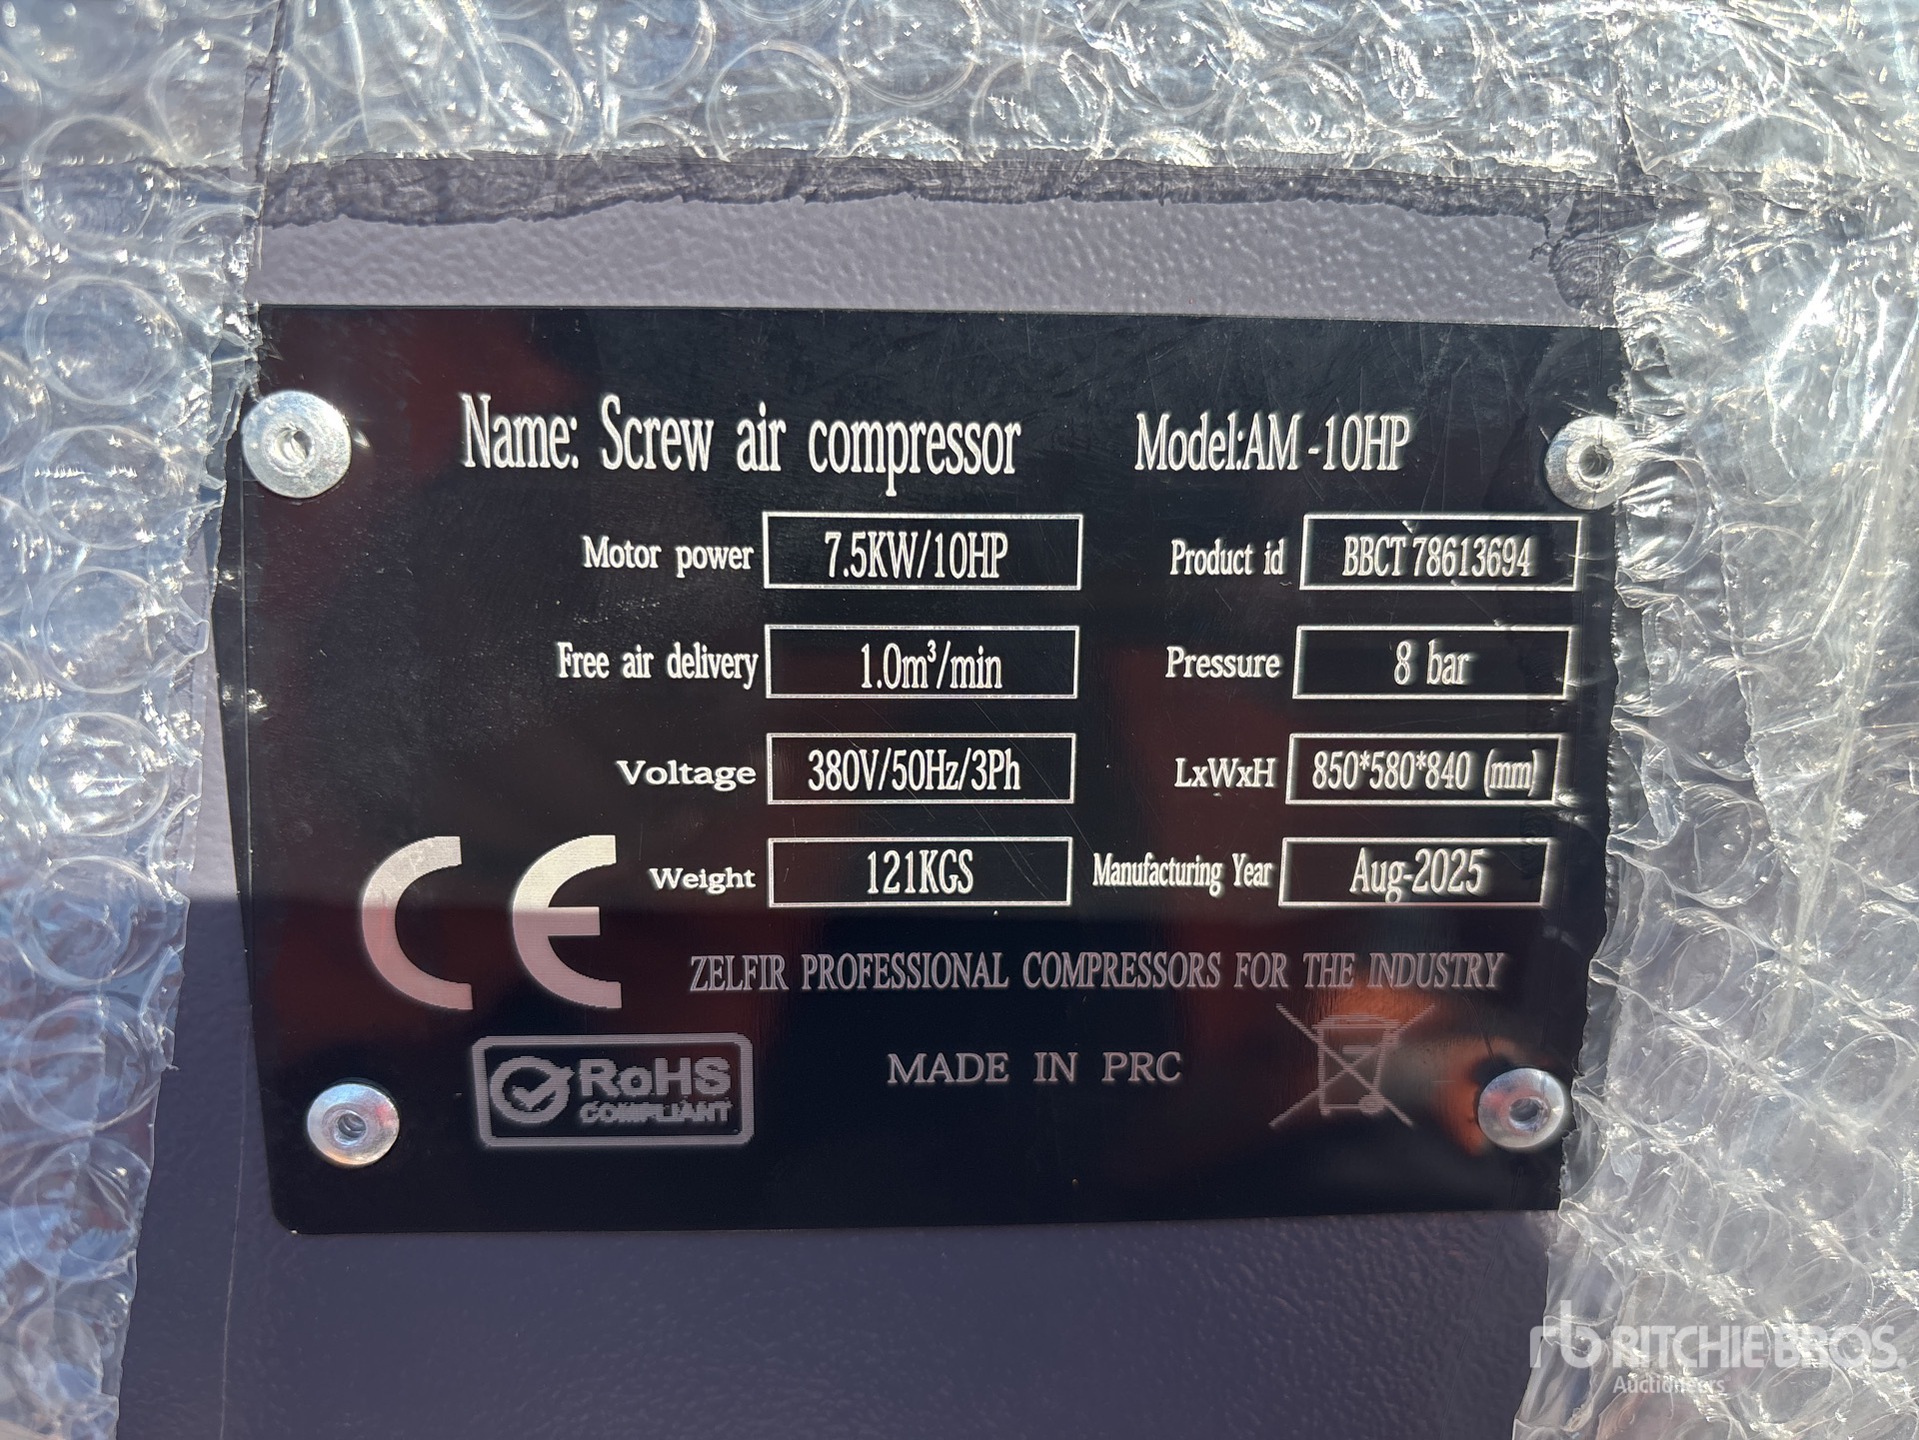 Name: Screw air compressor Model:AM-10HP
Motor power 7.5KW/10HP Product id BBCT78613694
Free air delivery 1.0m³/min Pressure 8 bar
Voltage 380V/50Hz/3Ph LxWxH 850*580*840 (mm)
CE Weight 121KGS Manufacturing Year Aug-2025
ZELFIR PROFESSIONAL COMPRESSORS FOR THE INDUSTRY
RoHS
COMPLIANT
MADE IN PRC
rb RITCHIE BROS.
Auctioneers